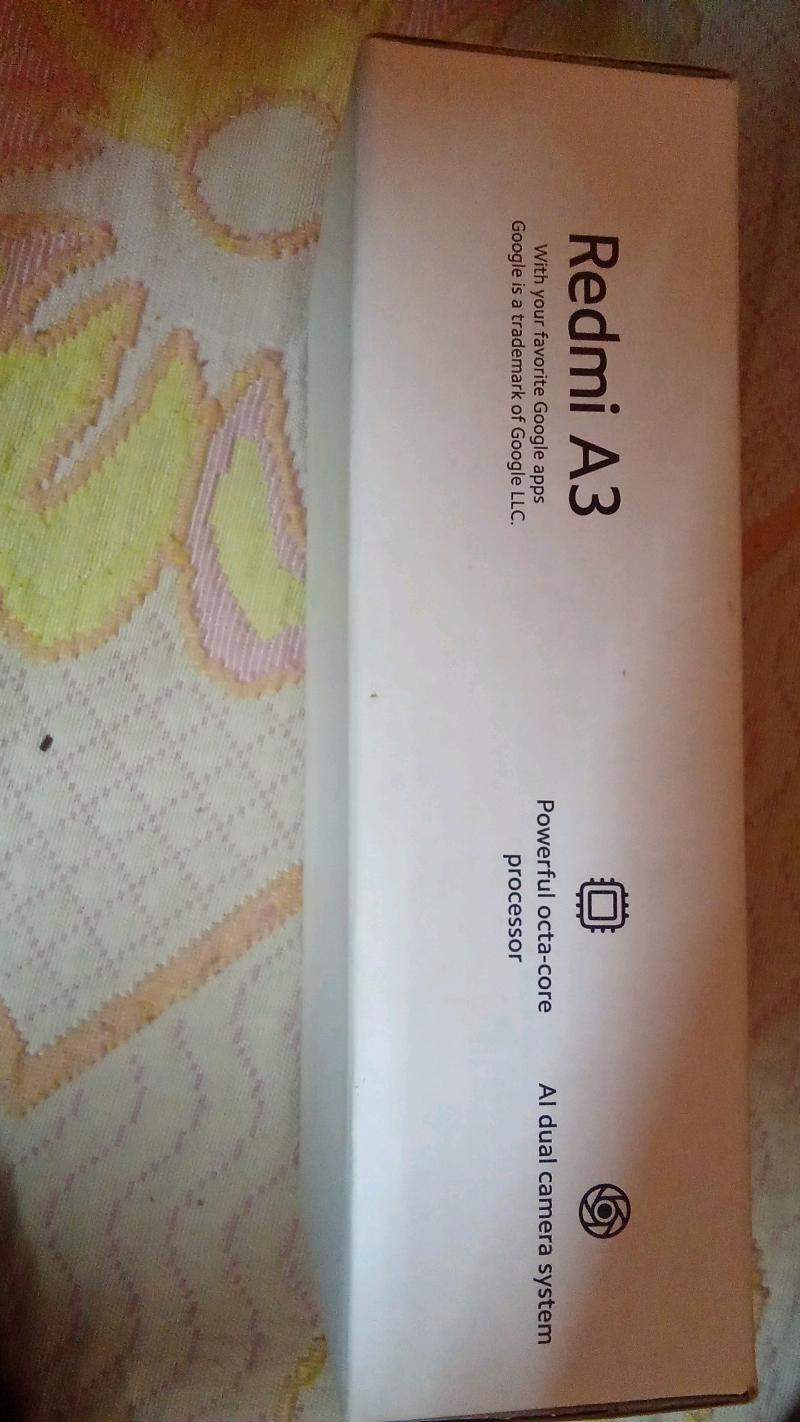 Redmi A3
With your favorite Google apps
Google is a trademark of Google LLC.
Powerful octa-core
processor
AI dual camera system